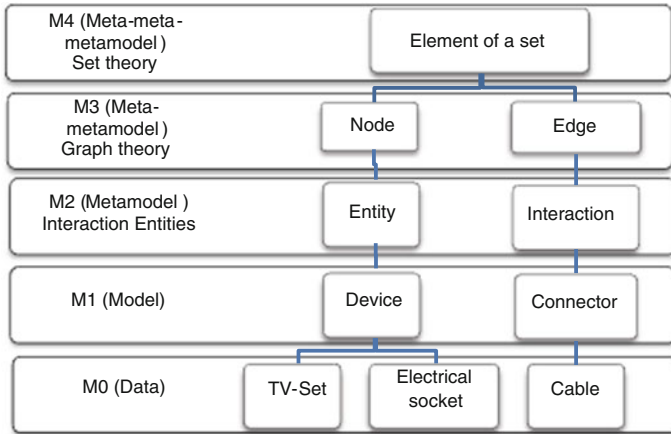 M4 (Meta-meta-
metamodel)
Set theory
Element of a set
M3 (Meta-
metamodel)
Graph theory
Node
Edge
M2 (Metamodel)
Interaction Entities
Entity
Interaction
M1 (Model)
Device
Connector
M0 (Data)
TV-Set
Electrical
socket
Cable